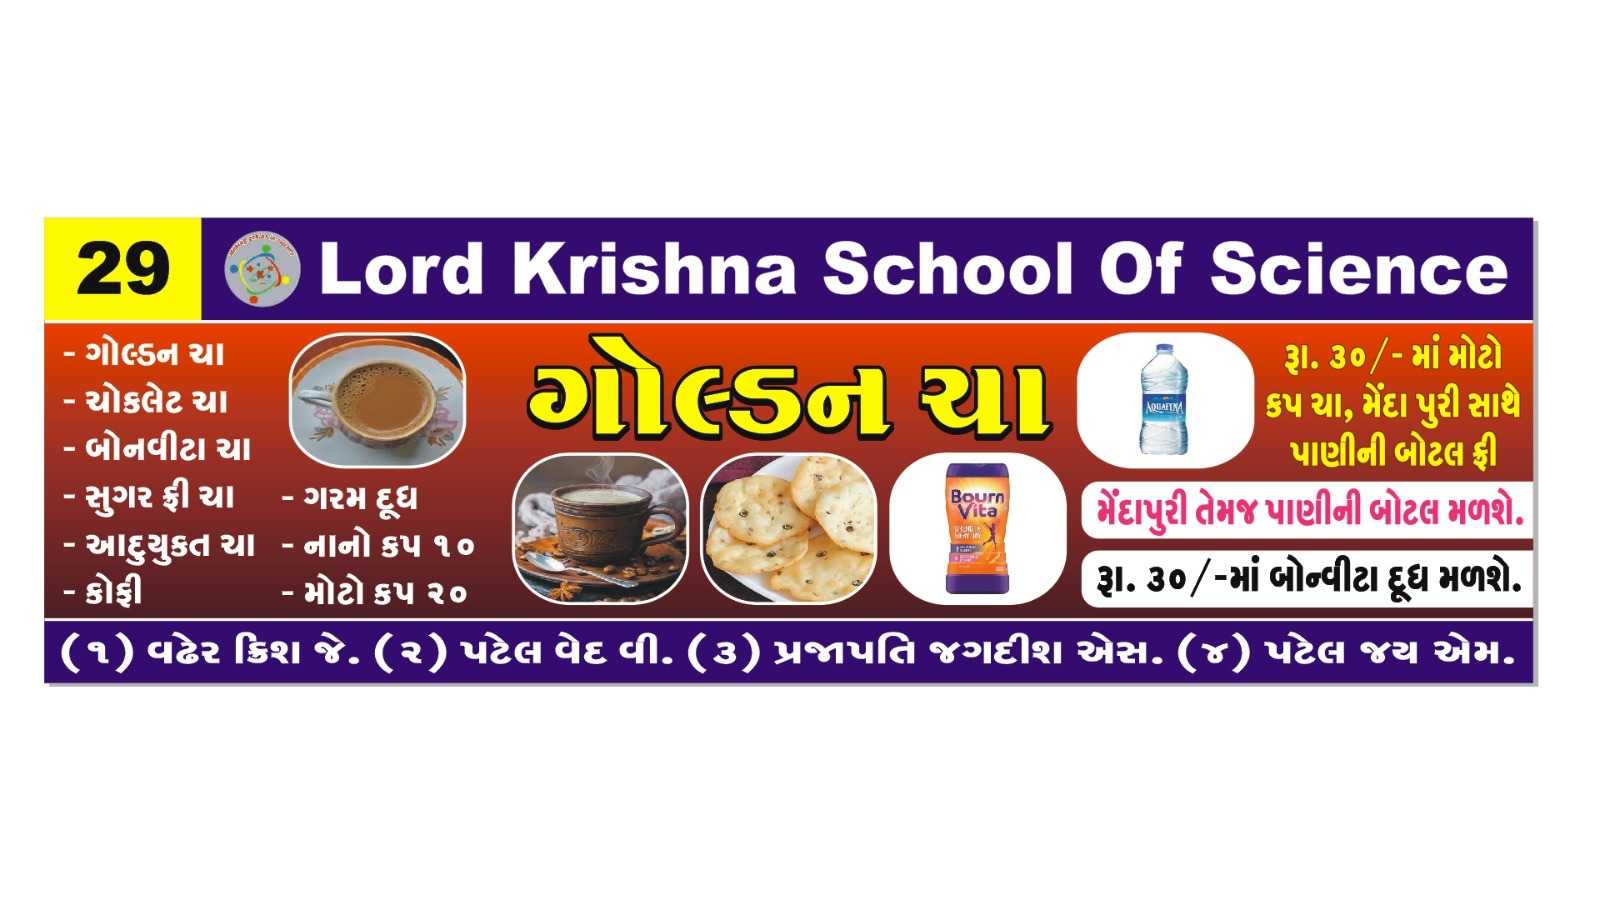 29
Lord Krishna School Of Science
- ગોલ્ડન ચા
- ચોકલેટ ચા
- બોનવીટા ચા
- સુગર ફ્રી ચા
- આદુયુકત ચા
- કોફી
- ગરમ દૂધ
- નાનો કપ ૧૦
- મોટો કપ ૨૦
ગોલ્ડન ચા
AQUAFINA
Bourn
Vita
રૂા. ૩૦/- માં મોટો
કપ ચા, મેંદા પુરી સાથે
પાણીની બોટલ ફ્રી
મેંદાપુરી તેમજ પાણીની બોટલ મળશે.
રૂા. ૩૦/-માં બોન્વીટા દૂધ મળશે.
(૧) વઢેર ક્રિશ જે. (૨) પટેલ વેદ વી. (૩) પ્રજાપતિ જગદીશ એસ. (૪) પટેલ જય એમ.